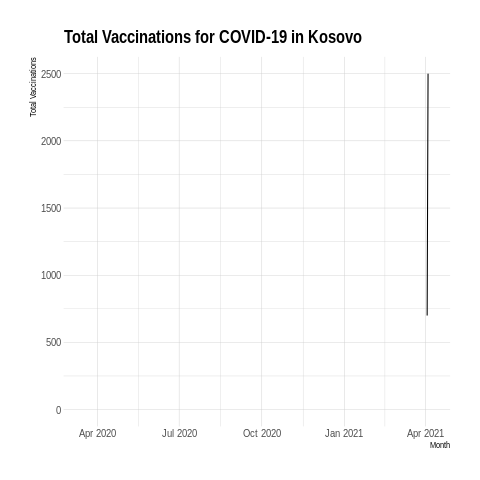 Total Vaccinations for COVID-19 in Kosovo
Total Vaccinations
2500
2000
1500
1000
500
0
Apr 2020 Jul 2020 Oct 2020 Jan 2021 Apr 2021
Month